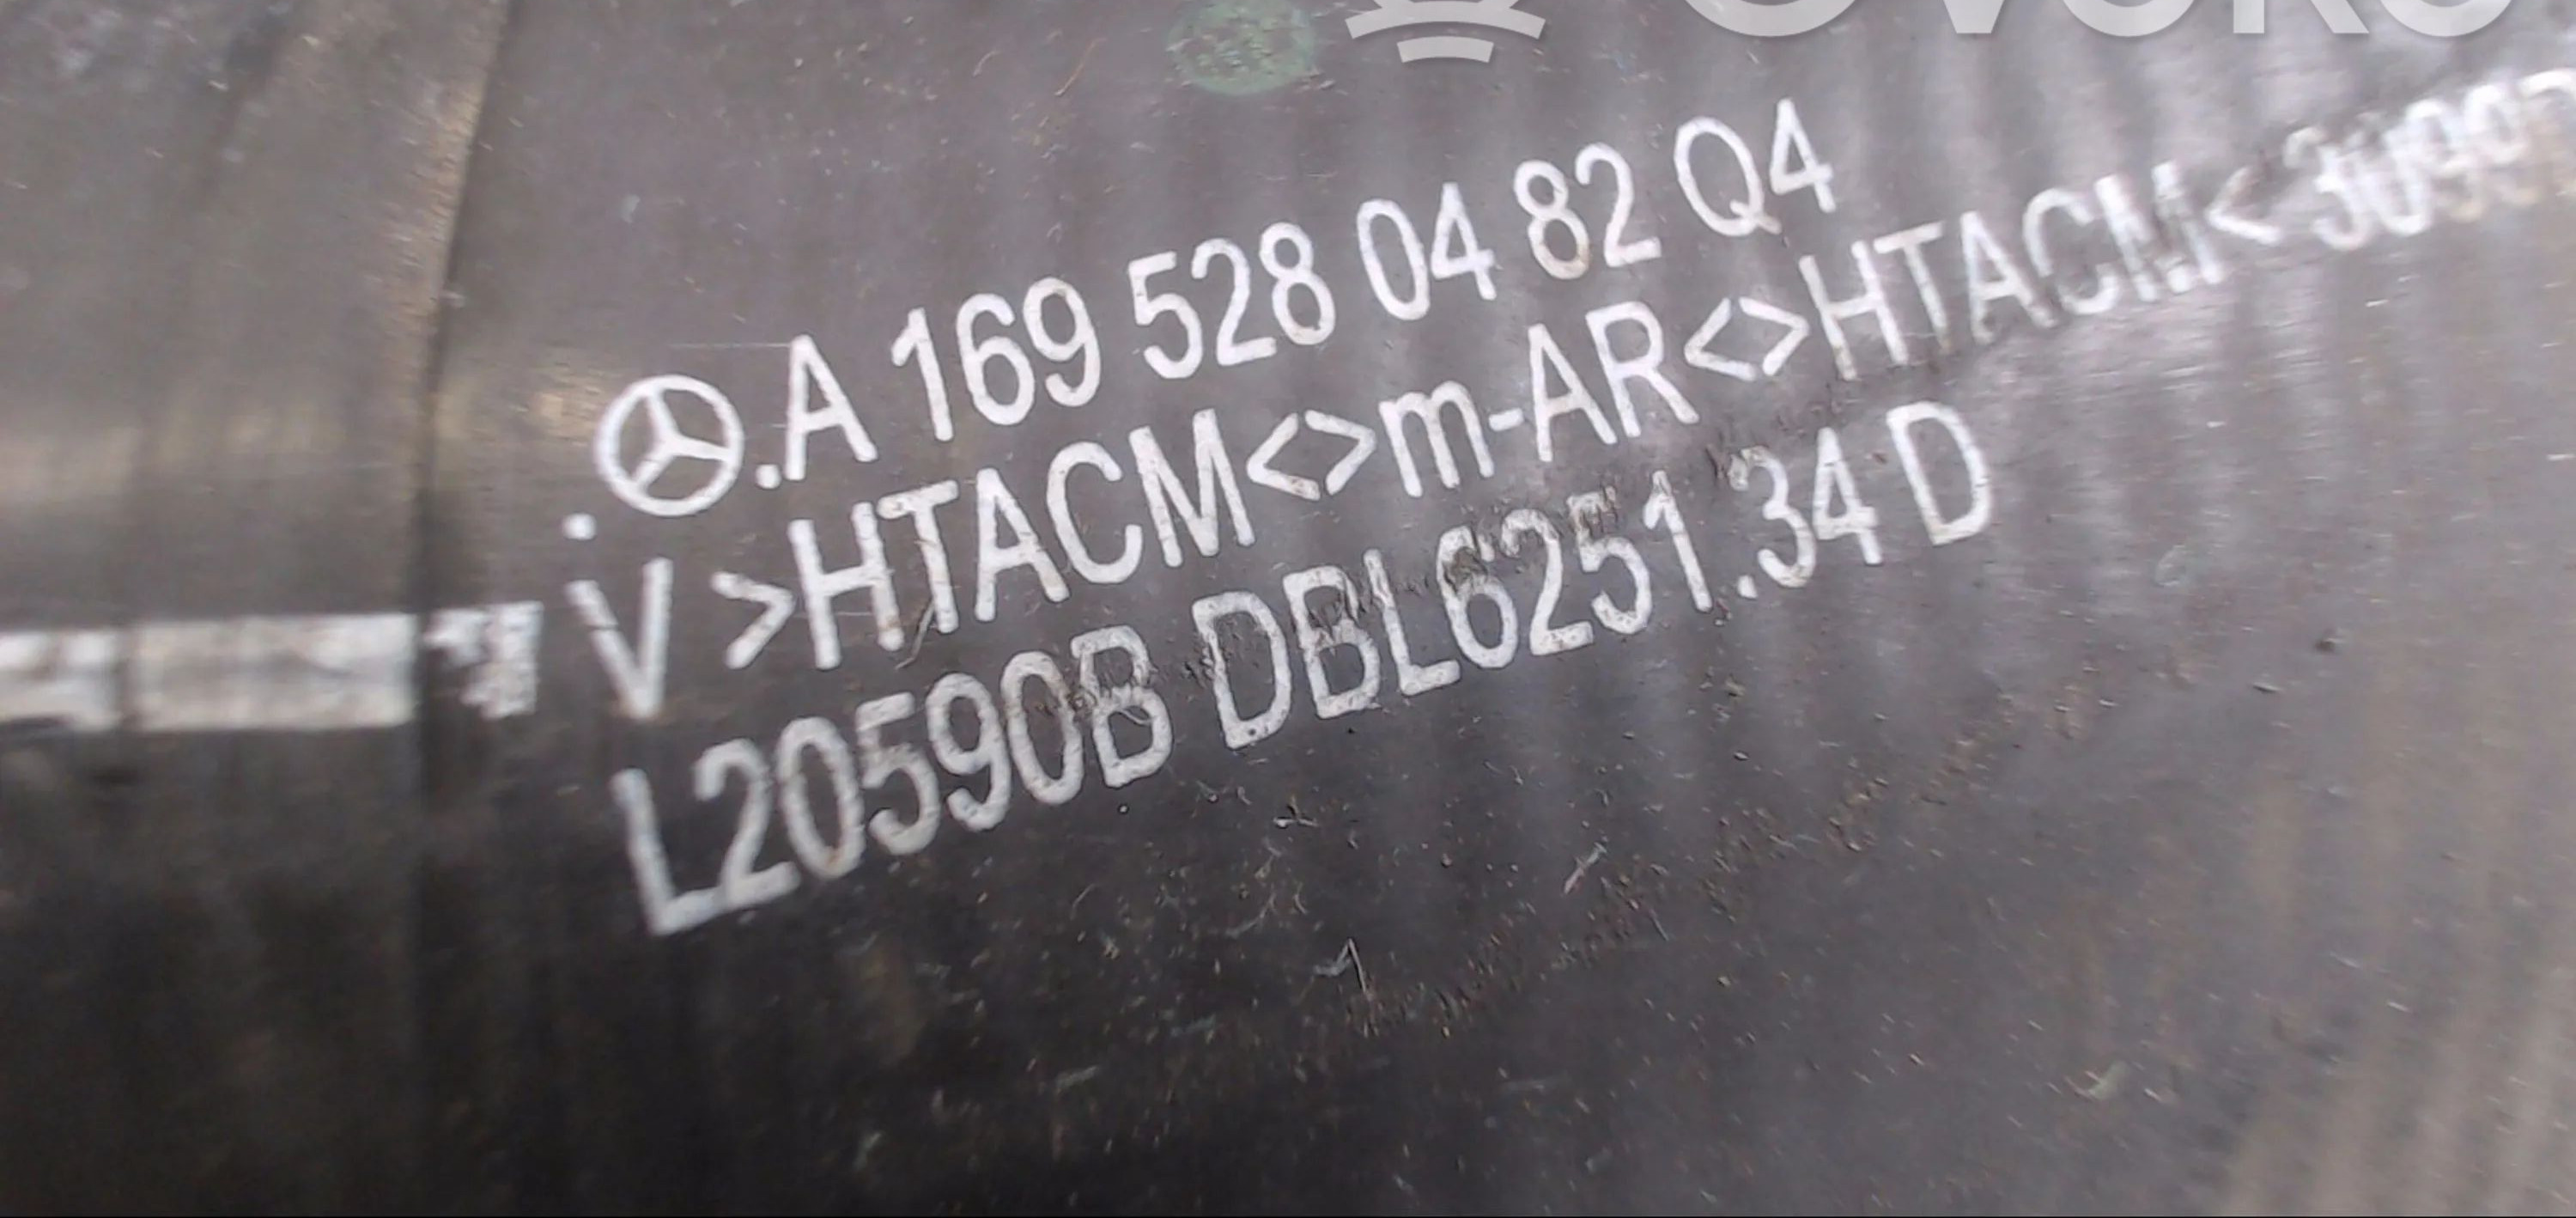 .A 169 528 04 82 Q4
V >HTACM<>m-AR<>HTACM<
L20590B DBL6251.34 D